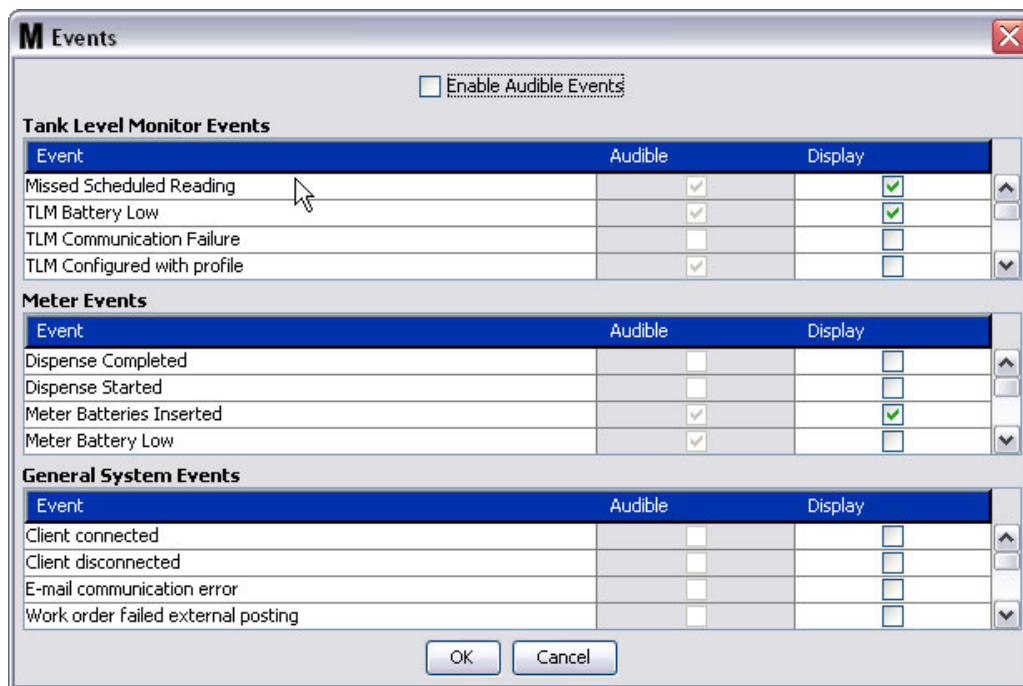 M Events
Enable Audible Events
Tank Level Monitor Events
Event Audible Display
Missed Scheduled Reading
TLM Battery Low
TLM Communication Failure
TLM Configured with profile
Meter Events
Event Audible Display
Dispense Completed
Dispense Started
Meter Batteries Inserted
Meter Battery Low
General System Events
Event Audible Display
Client connected
Client disconnected
E-mail communication error
Work order failed external posting
OK Cancel